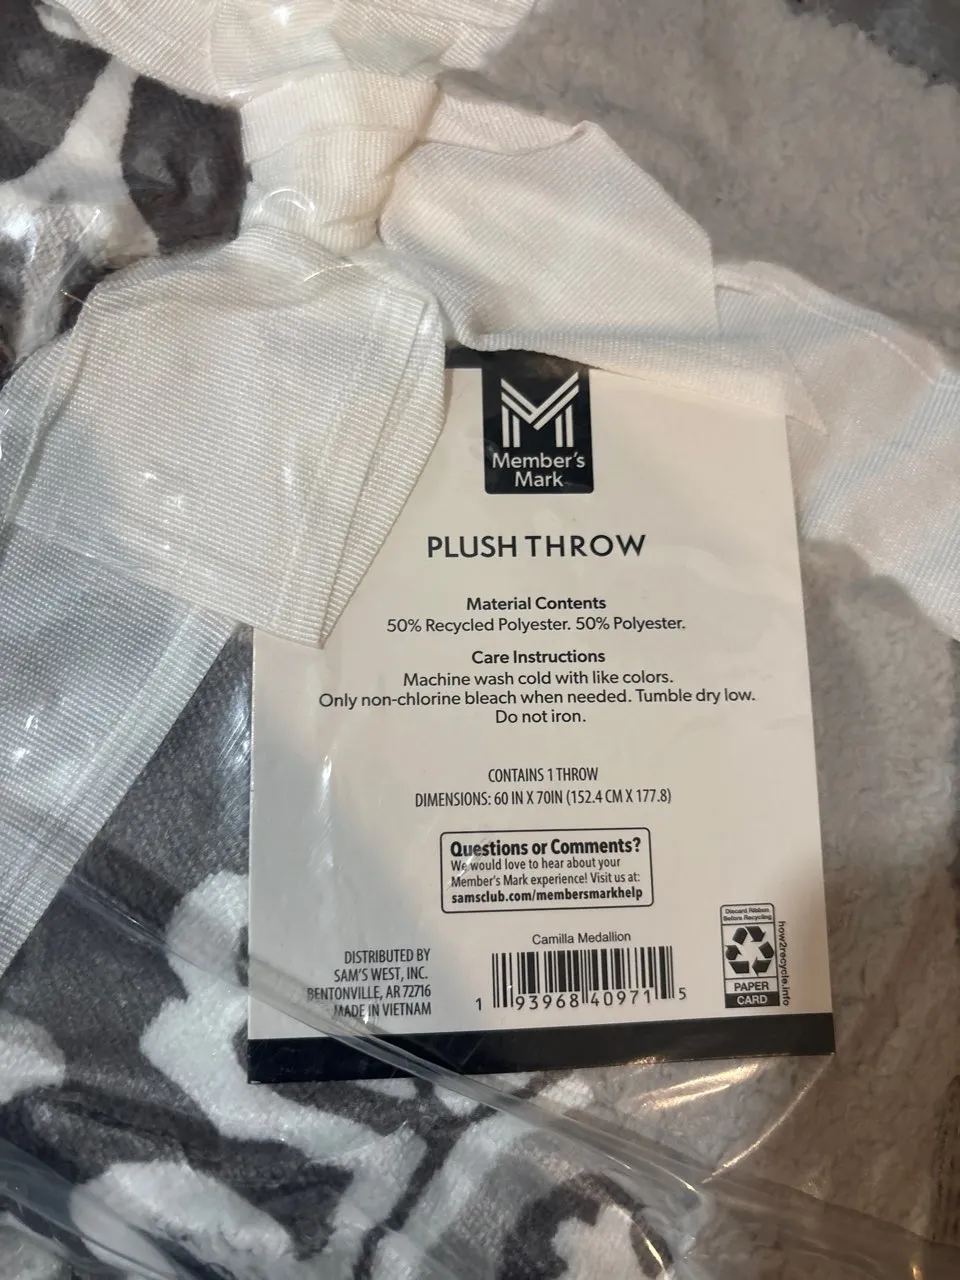 Member's
Mark
PLUSH THROW
Material Contents
50% Recycled Polyester. 50% Polyester.
Care Instructions
Machine wash cold with like colors.
Only non-chlorine bleach when needed. Tumble dry low.
Do not iron.
CONTAINS 1 THROW
DIMENSIONS: 60 IN X 70IN (152.4 CM X 177.8)
Questions or Comments?
We would love to hear about your
Member's Mark experience! Visit us at:
samsclub.com/membersmarkhelp
DISTRIBUTED BY
SAM'S WEST, INC.
BENTONVILLE, AR 72716
MADE IN VIETNAM
Camilla Medallion
1 93968 40971 5
Discard Ribbon
Before Recycling
PAPER
CARD
how2recycle.info